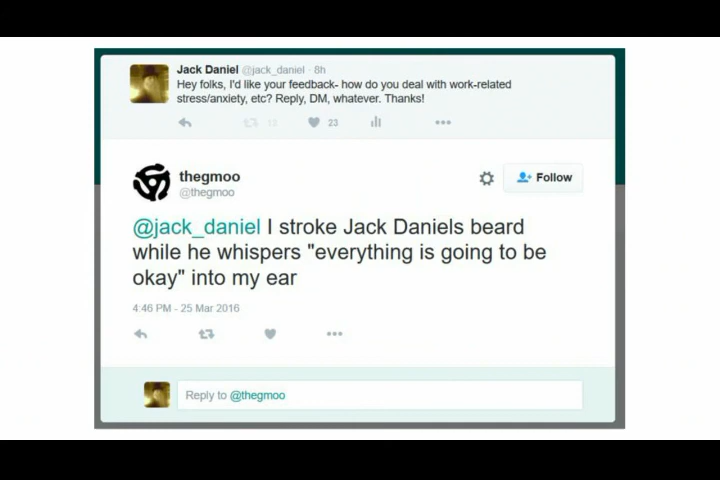 Jack Daniel @jack_daniel · 8h
Hey folks, I'd like your feedback- how do you deal with work-related
stress/anxiety, etc? Reply, DM, whatever. Thanks!
13 23
thegmoo
@thegmoo
Follow
@jack_daniel I stroke Jack Daniels beard
while he whispers "everything is going to be
okay" into my ear
4:46 PM - 25 Mar 2016
Reply to @thegmoo